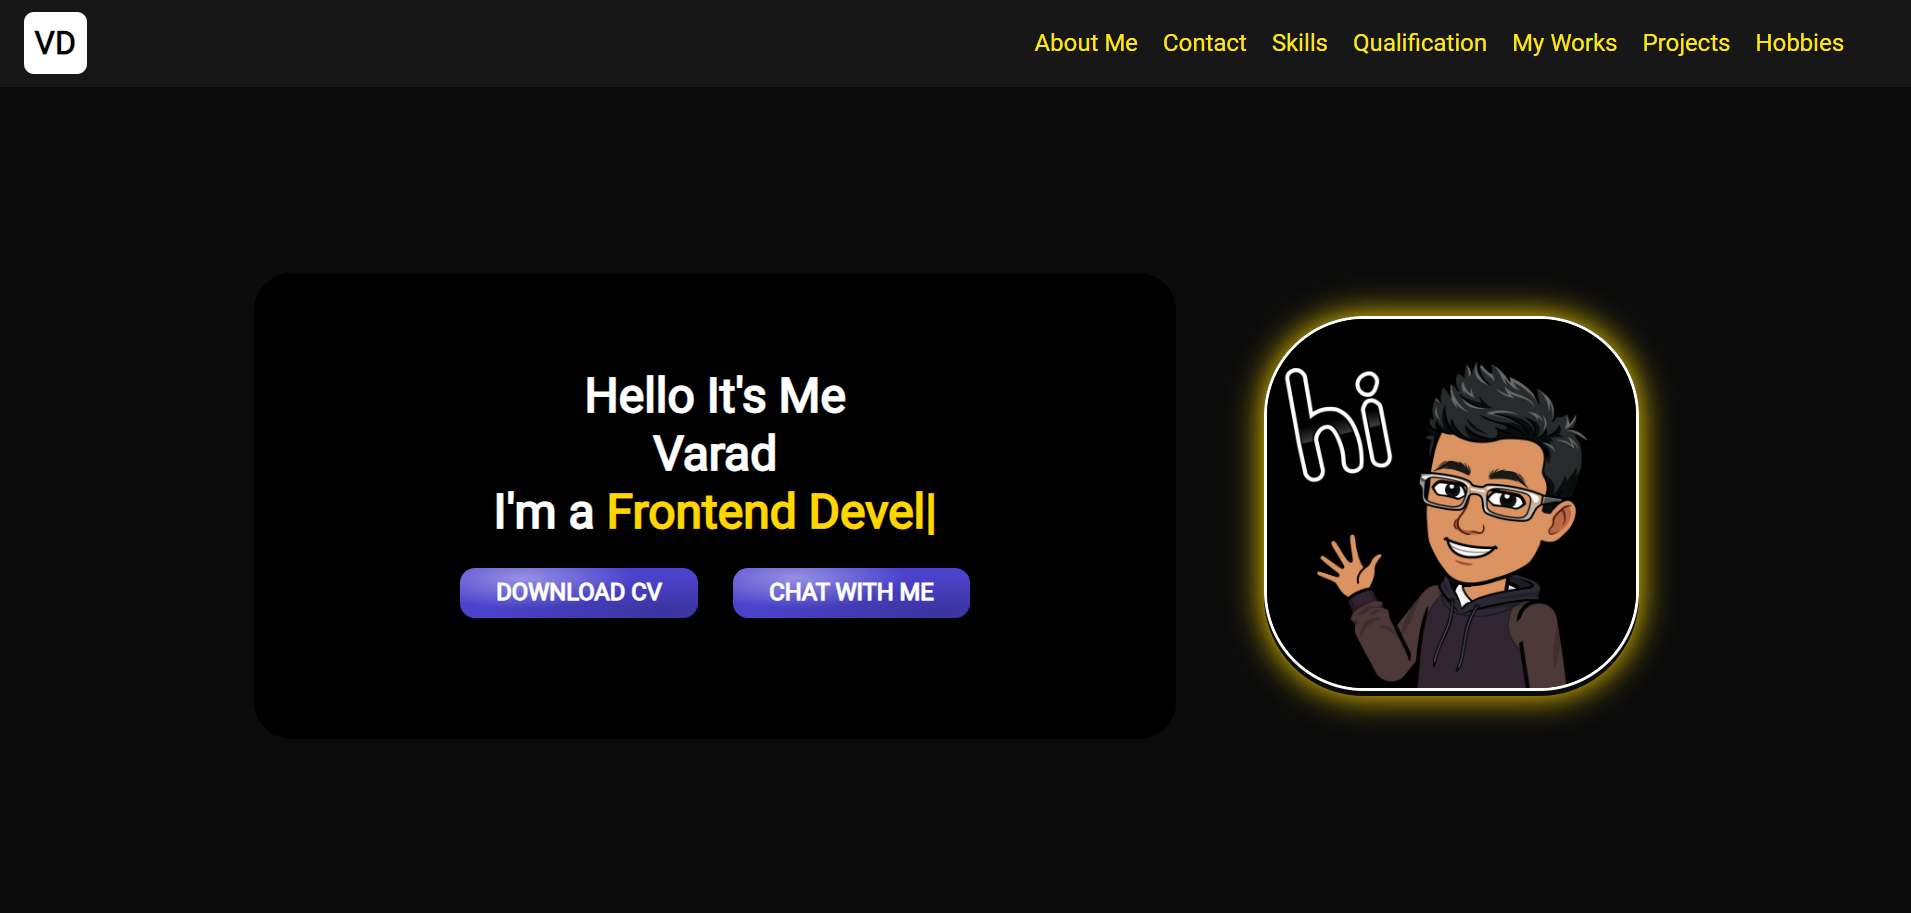 VD
About Me Contact Skills Qualification My Works Projects Hobbies
Hello It's Me
Varad
I'm a Frontend Devel|
DOWNLOAD CV CHAT WITH ME
hi